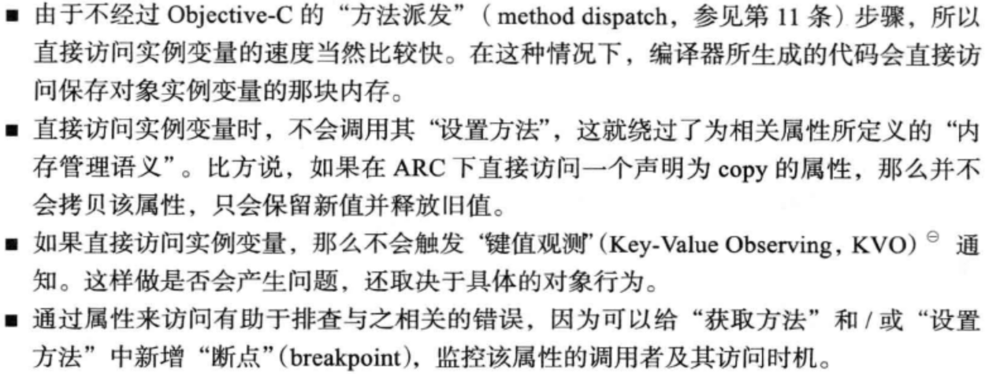 ■ 由于不经过 Objective-C 的“方法派发”（method dispatch，参见第 11 条）步骤，所以
直接访问实例变量的速度当然比较快。在这种情况下，编译器所生成的代码会直接访
问保存对象实例变量的那块内存。
■ 直接访问实例变量时，不会调用其“设置方法”，这就绕过了为相关属性所定义的“内
存管理语义”。比方说，如果在 ARC 下直接访问一个声明为 copy 的属性，那么并不
会拷贝该属性，只会保留新值并释放旧值。
■ 如果直接访问实例变量，那么不会触发“键值观测”（Key-Value Observing，KVO）㊀ 通
知。这样做是否会产生问题，还取决于具体的对象行为。
■ 通过属性来访问有助于排查与之相关的错误，因为可以给“获取方法”和 / 或“设置
方法”中新增“断点”（breakpoint），监控该属性的调用者及其访问时机。